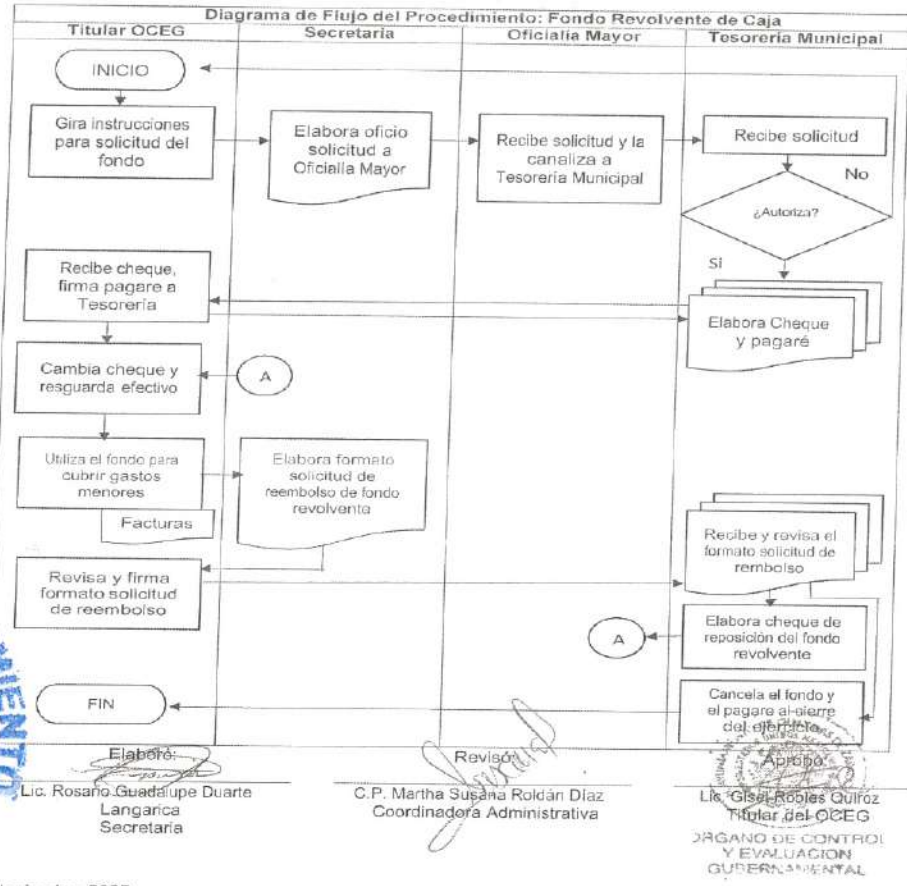 Diagrama de Flujo del Procedimiento: Fondo Revolvente de Caja
Titular OCEG
Secretaria
Oficialía Mayor
Tesorería Municipal
INICIO
Gira instrucciones
para solicitud del
fondo
Elabora oficio
solicitud a
Oficialía Mayor
Recibe solicitud y la
canaliza a
Tesorería Municipal
Recibe solicitud
No
¿Autoriza?
Si
Recibe cheque,
firma pagare a
Tesorería
Elabora Cheque
y pagaré
Cambia cheque y
resguarda efectivo
A
Utiliza el fondo para
cubrir gastos
menores
Facturas
Elabora formato
solicitud de
reembolso de fondo
revolvente
Recibe y revisa el
formato solicitud de
rembolso
Revisa y firma
formato solicitud
de reembolso
A
Elabora cheque de
reposición del fondo
revolvente
FIN
Cancela el fondo y
el pagare al cierre
del ejercicio
Elaboró:
Revisó:
Aprobó:
Lic. Rosario Guadalupe Duarte
Langarica
Secretaria
C.P. Martha Susana Roldán Díaz
Coordinadora Administrativa
Lic. Gisel Robles Quiroz
Titular del OCEG
ORGANO DE CONTROL
Y EVALUACION
GUBERNAMENTAL